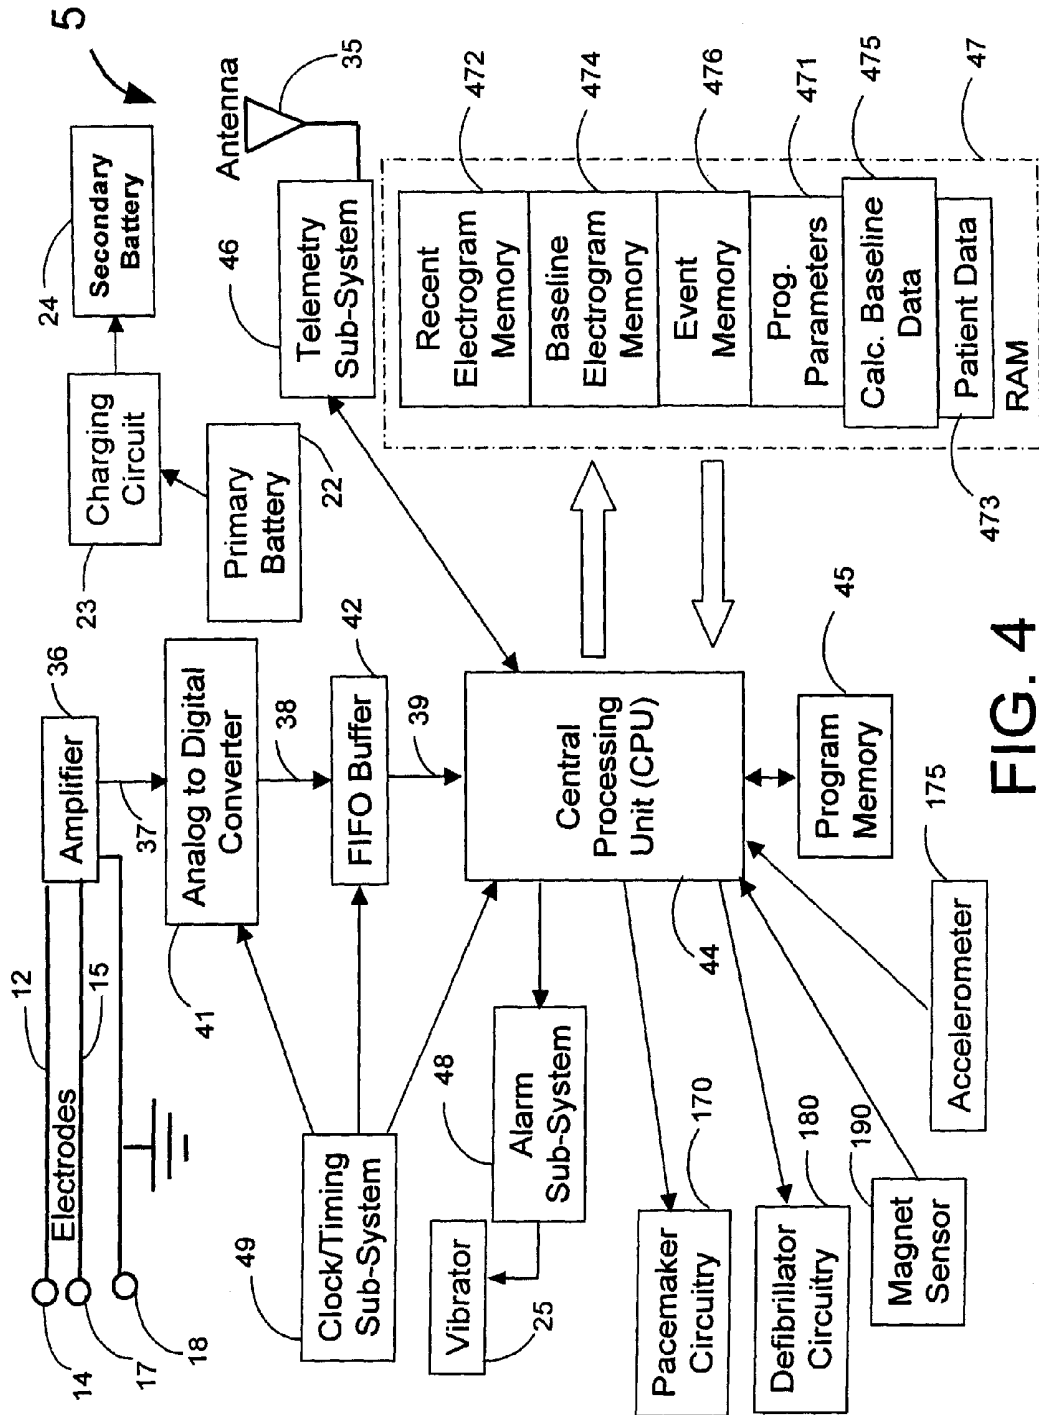 5
14
17
18
Electrodes
12
15
Amplifier
36
37
Analog to Digital
Converter
41
38
FIFO Buffer
42
39
Clock/Timing
Sub-System
49
Central
Processing
Unit (CPU)
44
Program
Memory
45
Vibrator
25
Alarm
Sub-System
48
Pacemaker
Circuitry
170
Defibrillator
Circuitry
180
Magnet
Sensor
190
Accelerometer
175
Primary
Battery
22
Charging
Circuit
23
Secondary
Battery
24
Telemetry
Sub-System
46
Antenna
35
Recent
Electrogram
Memory
472
Baseline
Electrogram
Memory
474
Event
Memory
476
Prog.
Parameters
471
Calc. Baseline
Data
475
Patient Data
473
RAM
47
FIG. 4